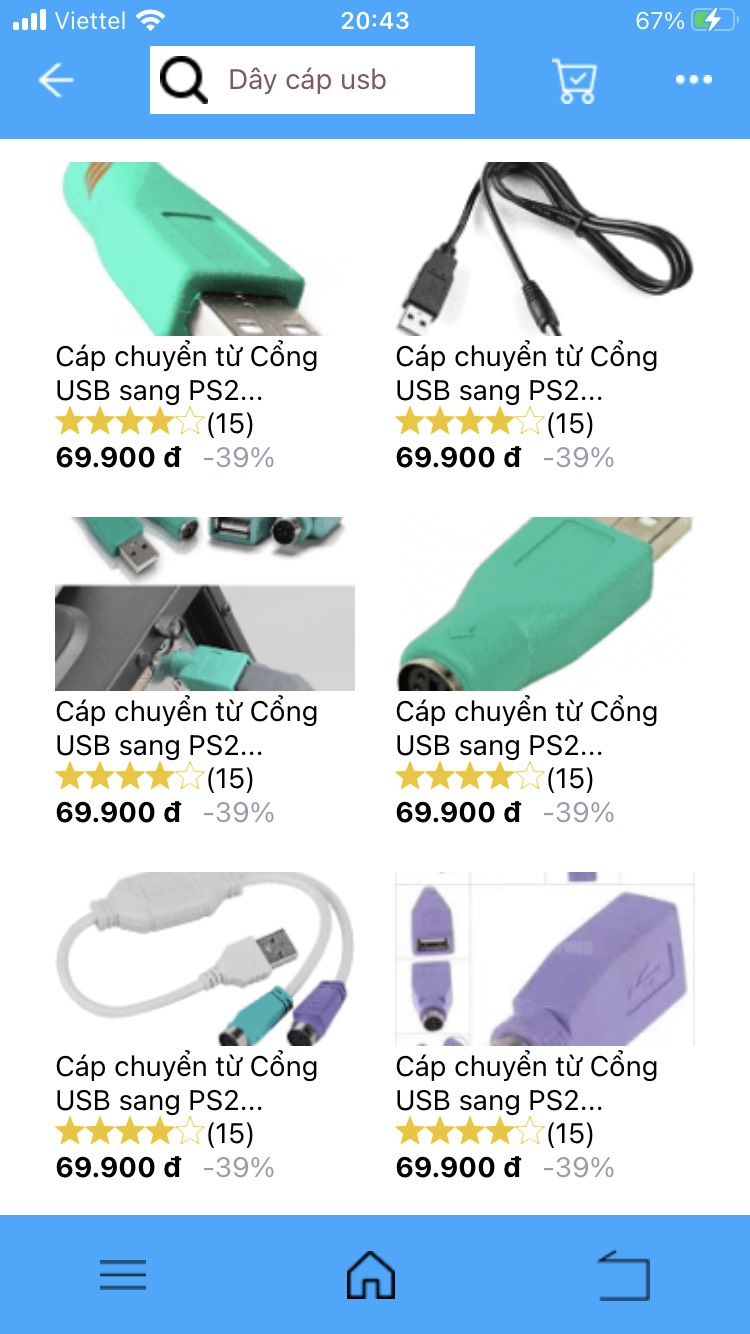 Viettel 20:43 67%
Dây cáp usb
Cáp chuyển từ Cổng
USB sang PS2...
(15)
69.900 đ -39%
Cáp chuyển từ Cổng
USB sang PS2...
(15)
69.900 đ -39%
Cáp chuyển từ Cổng
USB sang PS2...
(15)
69.900 đ -39%
Cáp chuyển từ Cổng
USB sang PS2...
(15)
69.900 đ -39%
Cáp chuyển từ Cổng
USB sang PS2...
(15)
69.900 đ -39%
Cáp chuyển từ Cổng
USB sang PS2...
(15)
69.900 đ -39%